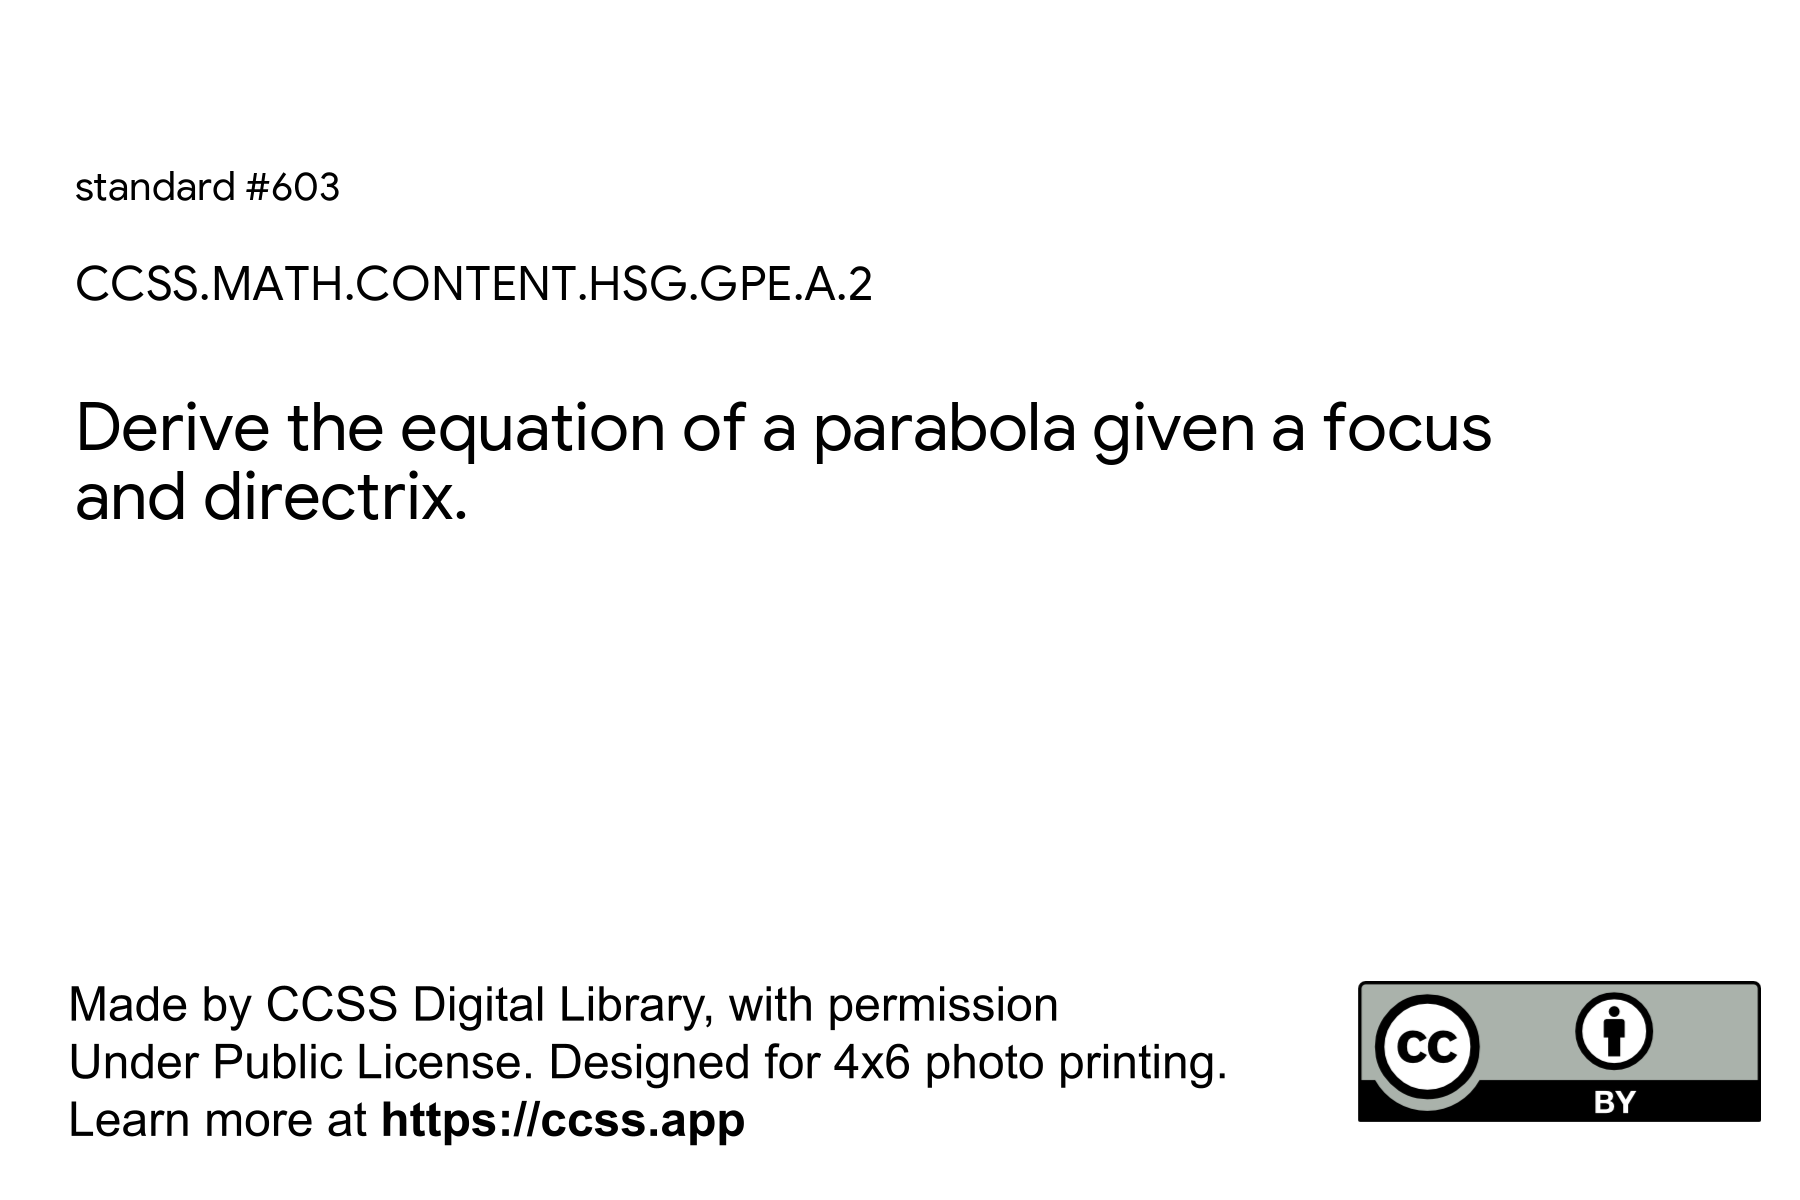 standard #603
CCSS.MATH.CONTENT.HSG.GPE.A.2
Derive the equation of a parabola given a focus
and directrix.
Made by CCSS Digital Library, with permission
Under Public License. Designed for 4x6 photo printing.
Learn more at https://ccss.app
CC
BY